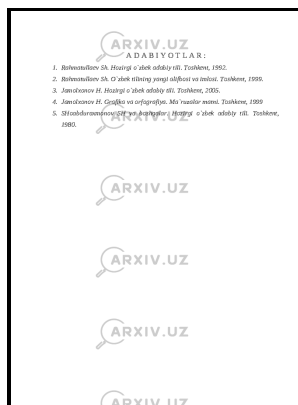 ARXIV.UZ
ADABIYOTLAR:
1. Rahmatullaev Sh. Hozirgi o`zbek adabiy tili. Toshkent, 1992.
2. Rahmatullaev Sh. O`zbek tilining yangi alifbosi va imlosi. Toshkent, 1999.
3. Jamolxonov H. Hozirgi o`zbek adabiy tili. Toshkent, 2005.
4. Jamolxonov H. Grafika va orfografiya. Ma`ruzalar matni. Toshkent, 1999
5. SHoabduraxmonov SH va boshqalar. Hozirgi o`zbek adabiy tili. Toshkent,
1980.
ARXIV.UZ
ARXIV.UZ
ARXIV.UZ
ARXIV.UZ
ARXIV.UZ